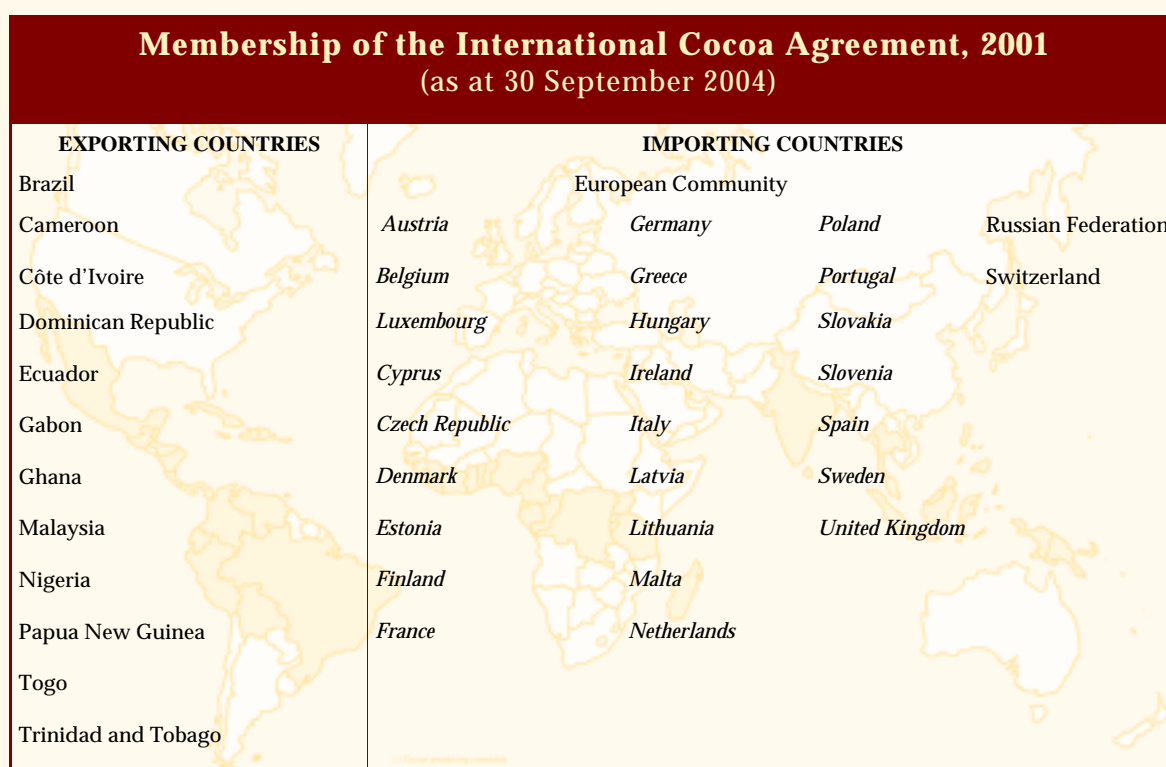 Membership of the International Cocoa Agreement, 2001
(as at 30 September 2004)
EXPORTING COUNTRIES
Brazil
Cameroon
Côte d'Ivoire
Dominican Republic
Ecuador
Gabon
Ghana
Malaysia
Nigeria
Papua New Guinea
Togo
Trinidad and Tobago
IMPORTING COUNTRIES
European Community
Austria
Belgium
Luxembourg
Cyprus
Czech Republic
Denmark
Estonia
Finland
France
Germany
Greece
Hungary
Ireland
Italy
Latvia
Lithuania
Malta
Netherlands
Poland
Portugal
Slovakia
Slovenia
Spain
Sweden
United Kingdom
Russian Federation
Switzerland